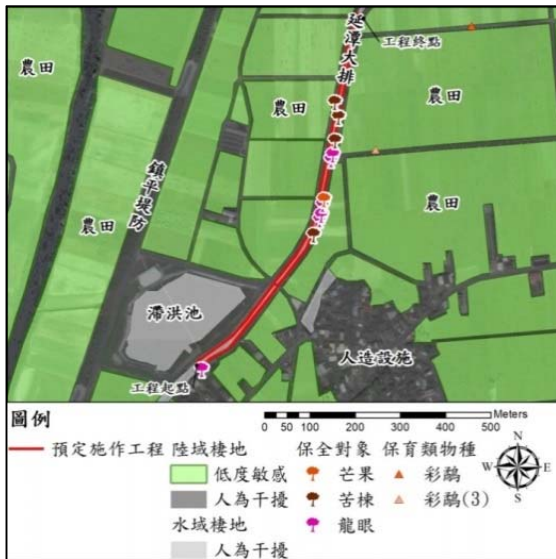 延潭大排
工程終點
農田
農田
農田
鎮平堤防
農田
農田
滯洪池
人造設施
工程起點
圖例
0 50 100 200 300 400 500 Meters
預定施作工程 陸域棲地 保全對象 保育類物種
低度敏感 芒果 彩鷸
人為干擾 苦楝 彩鷸(3)
水域棲地 龍眼
人為干擾
N
W E
S